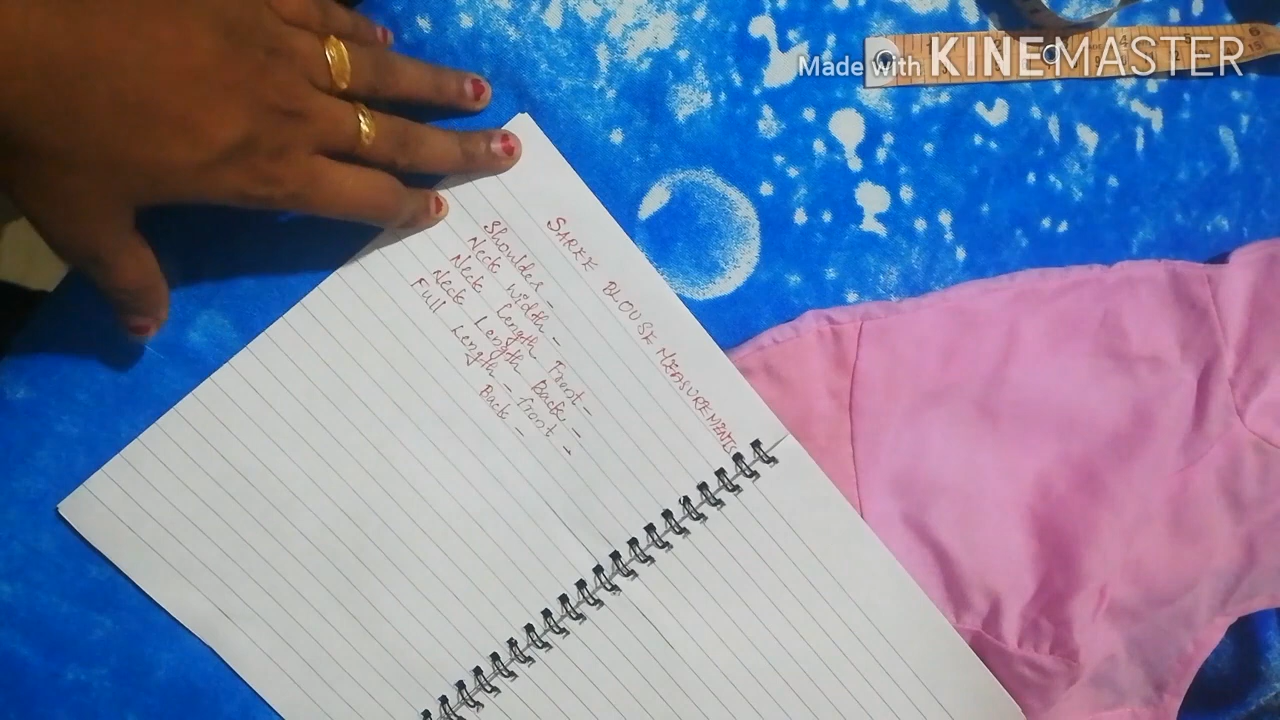 Made with KINEMASTER
SAREE BLOUSE MEASUREMENTS
Shoulder -
Neck width -
Neck Length Front -
Neck Length Back -
Full Length - Front -
Back -